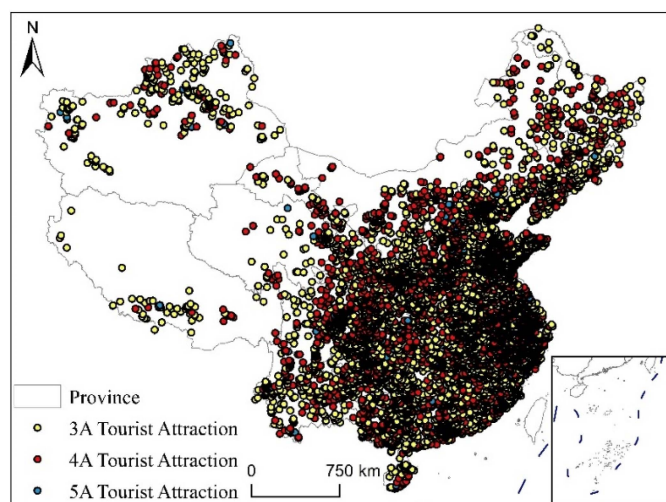 N
Province
3A Tourist Attraction
4A Tourist Attraction
5A Tourist Attraction
0 750 km